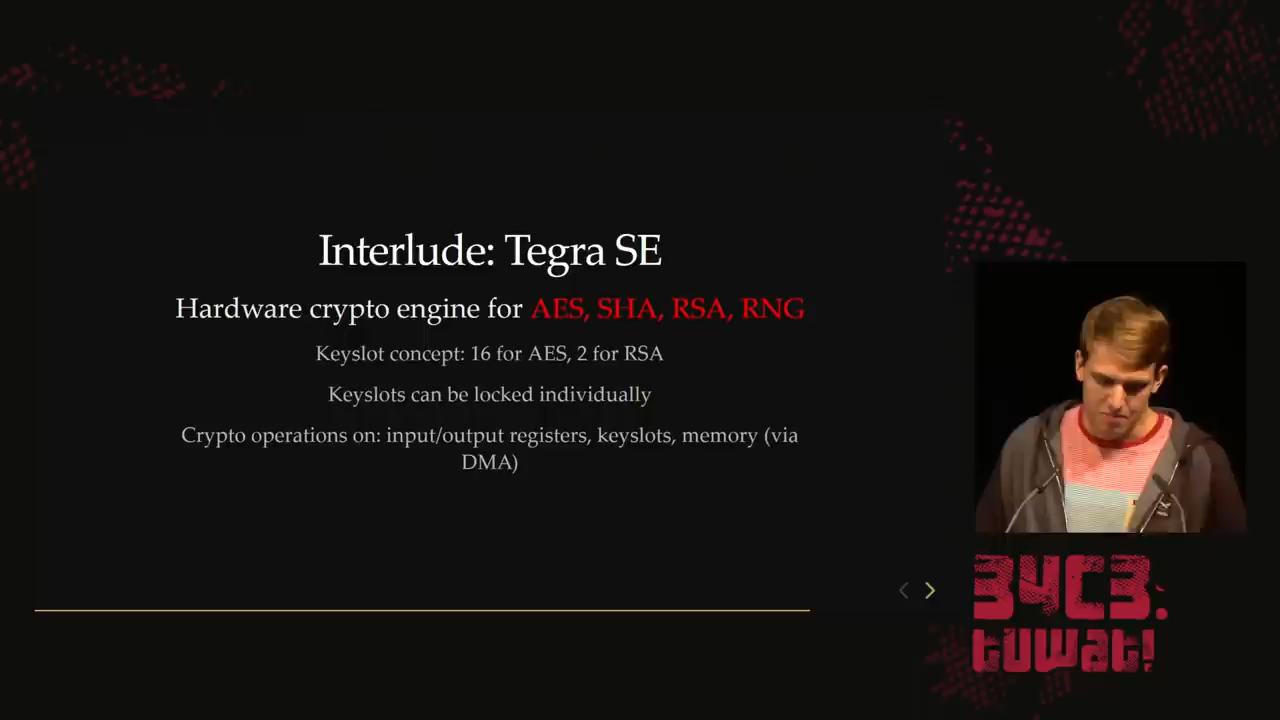 Interlude: Tegra SE
Hardware crypto engine for AES, SHA, RSA, RNG
Keyslot concept: 16 for AES, 2 for RSA
Keyslots can be locked individually
Crypto operations on: input/output registers, keyslots, memory (via
DMA)
34C3:
tuwat!